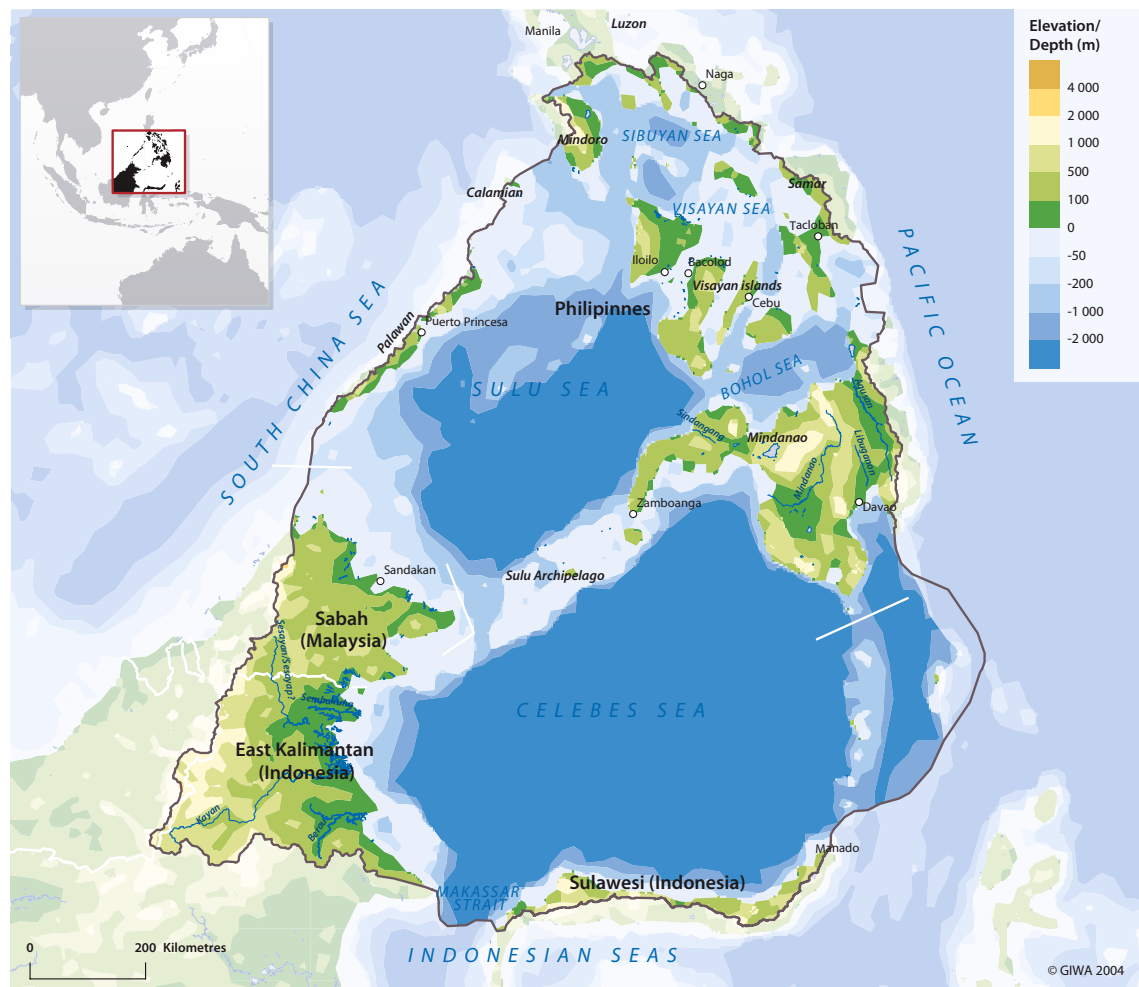 Luzon
Manila
Naga
SIBUYAN SEA
Mindoro
Calamian
Samar
VISAYAN SEA
Tacloban
PACIFIC OCEAN
Iloilo
Bacolod
Visayan islands
Cebu
Philipinnes
Puerto Princesa
Palawan
SOUTH CHINA SEA
SULU SEA
BOHOL SEA
Agusan
Sindangang
Mindanao
Libuganan
Mindanao
Zamboanga
Davao
Sandakan
Sulu Archipelago
Sabah
(Malaysia)
Sesayan/Sesayap?
Sembakung
CELEBES SEA
East Kalimantan
(Indonesia)
Kayan
Berau
Manado
MAKASSAR
STRAIT
Sulawesi (Indonesia)
INDONESIAN SEAS
0 200 Kilometres
Elevation/
Depth (m)
4 000
2 000
1 000
500
100
0
-50
-200
-1 000
-2 000
© GIWA 2004